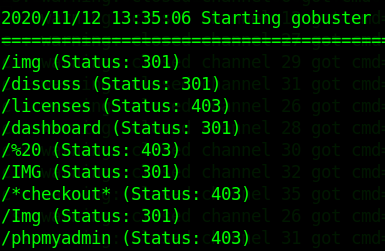 2020/11/12 13:35:06 Starting gobuster
===============================================================
/img (Status: 301)
/discuss (Status: 301)
/licenses (Status: 403)
/dashboard (Status: 301)
/%20 (Status: 403)
/IMG (Status: 301)
/*checkout* (Status: 403)
/Img (Status: 301)
/phpmyadmin (Status: 403)